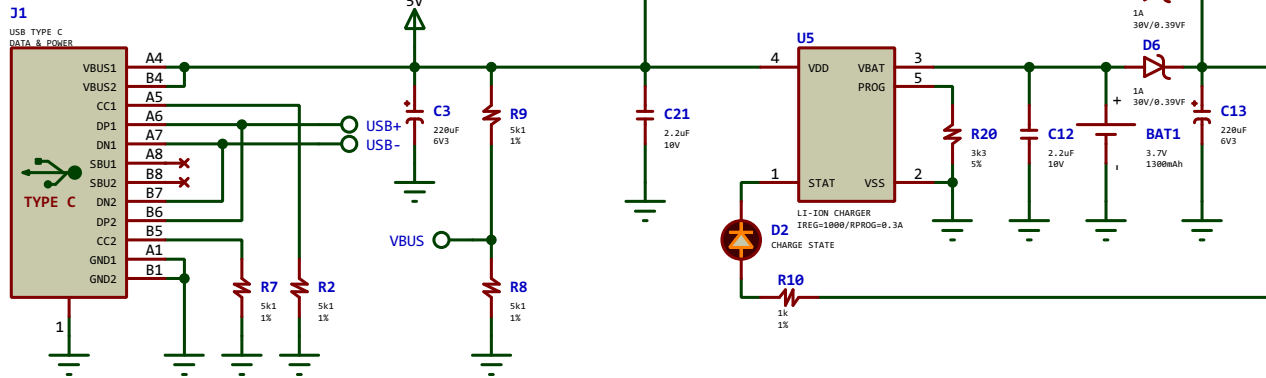 J1
USB TYPE C
DATA & POWER
VBUS1
VBUS2
CC1
DP1
DN1
SBU1
SBU2
DN2
DP2
CC2
GND1
GND2
TYPE C
A4
B4
A5
A6
A7
A8
B8
B7
B6
B5
A1
B1
1
5V
USB+
USB-
C3
220uF
6V3
R9
5k1
1%
VBUS
R7
5k1
1%
R2
5k1
1%
R8
5k1
1%
C21
2.2uF
10V
U5
4
VDD
VBAT
3
PROG
5
1
STAT
VSS
2
LI-ION CHARGER
IREG=1000/RPROG=0.3A
D2
CHARGE STATE
R10
1k
1%
R20
3k3
5%
C12
2.2uF
10V
+
BAT1
3.7V
1300mAh
-
1A
30V/0.39VF
D6
1A
30V/0.39VF
C13
220uF
6V3